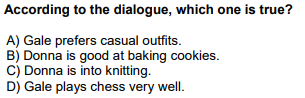 According to the dialogue, which one is true?
A) Gale prefers casual outfits.
B) Donna is good at baking cookies.
C) Donna is into knitting.
D) Gale plays chess very well.